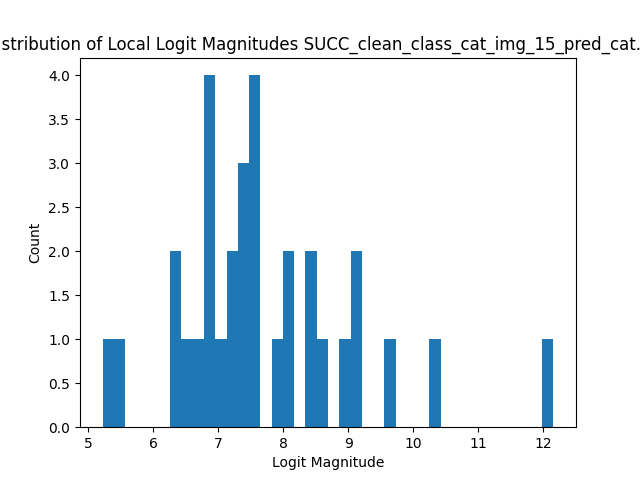 stribution of Local Logit Magnitudes SUCC_clean_class_cat_img_15_pred_cat.
4.0
3.5
3.0
2.5
2.0
1.5
1.0
0.5
0.0
Count
5 6 7 8 9 10 11 12
Logit Magnitude